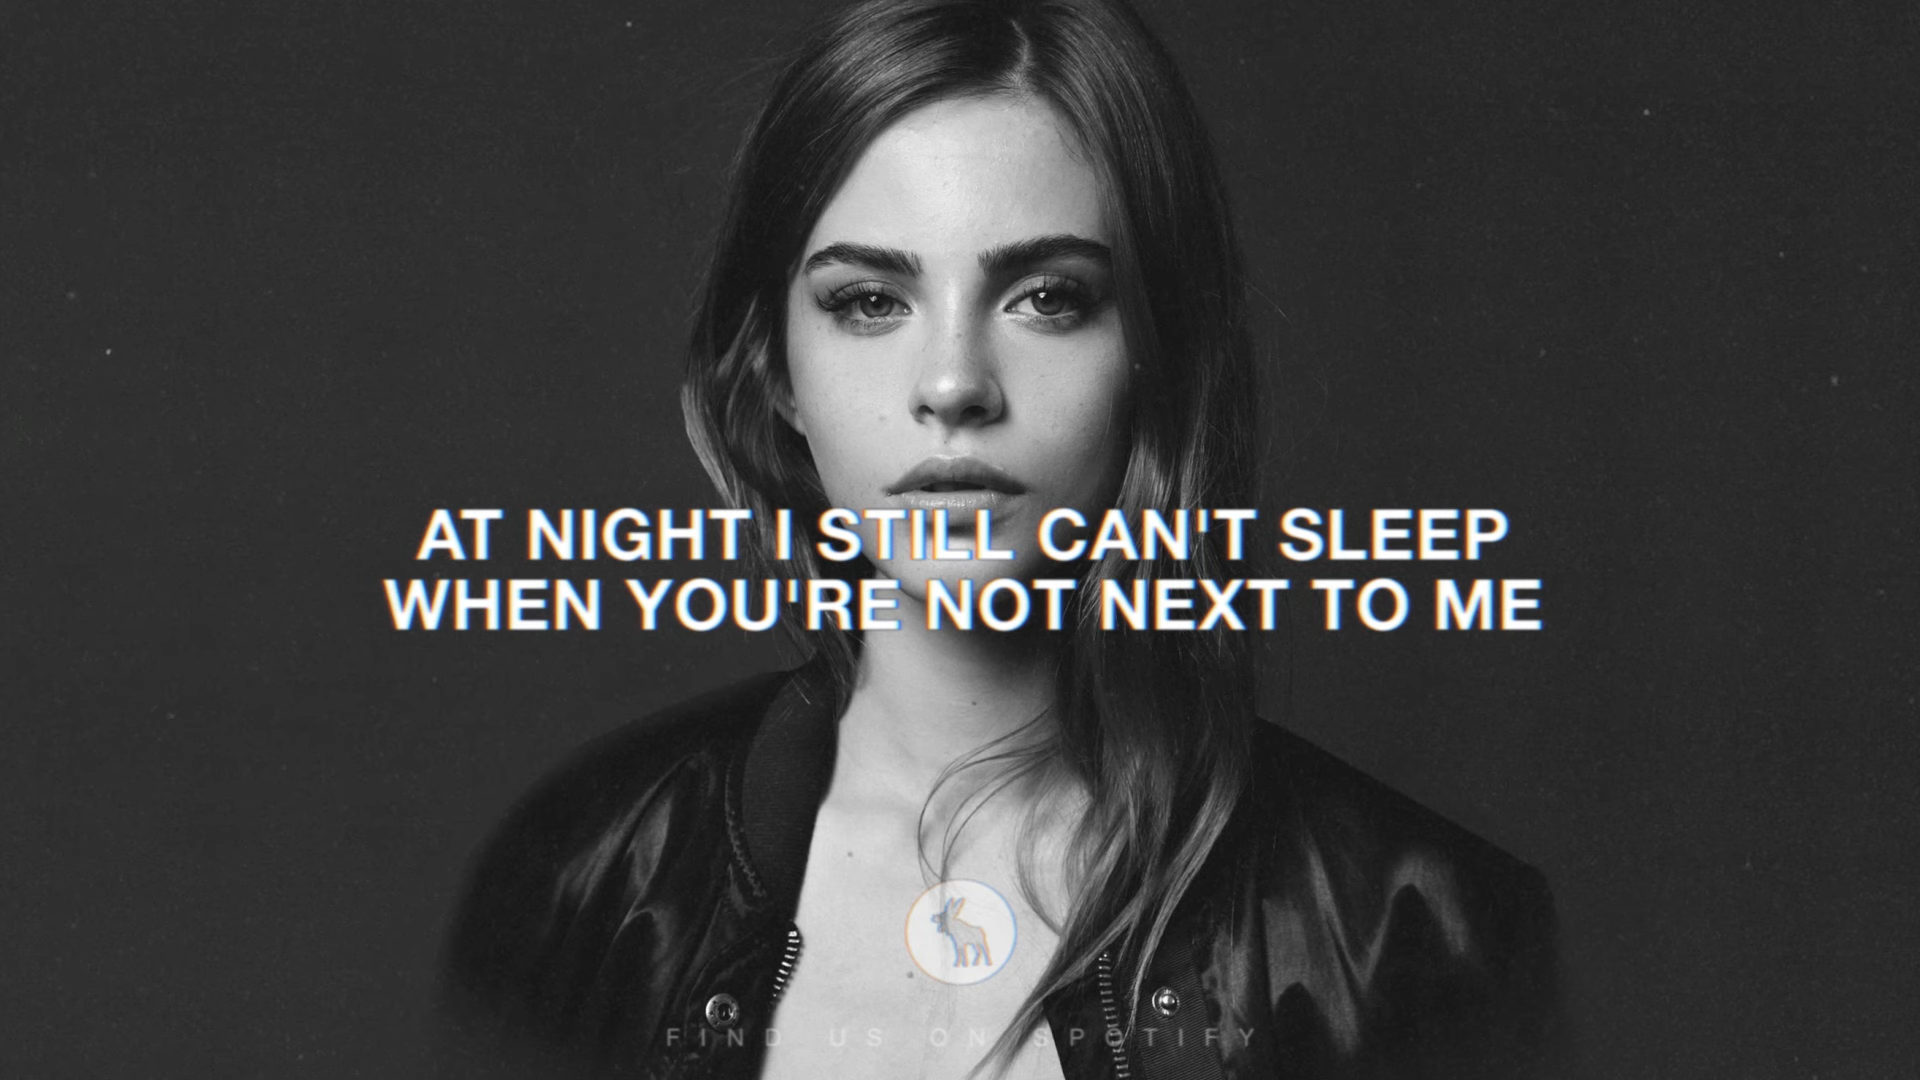 AT NIGHT I STILL CAN'T SLEEP
WHEN YOU'RE NOT NEXT TO ME
FIND US ON SPOTIFY